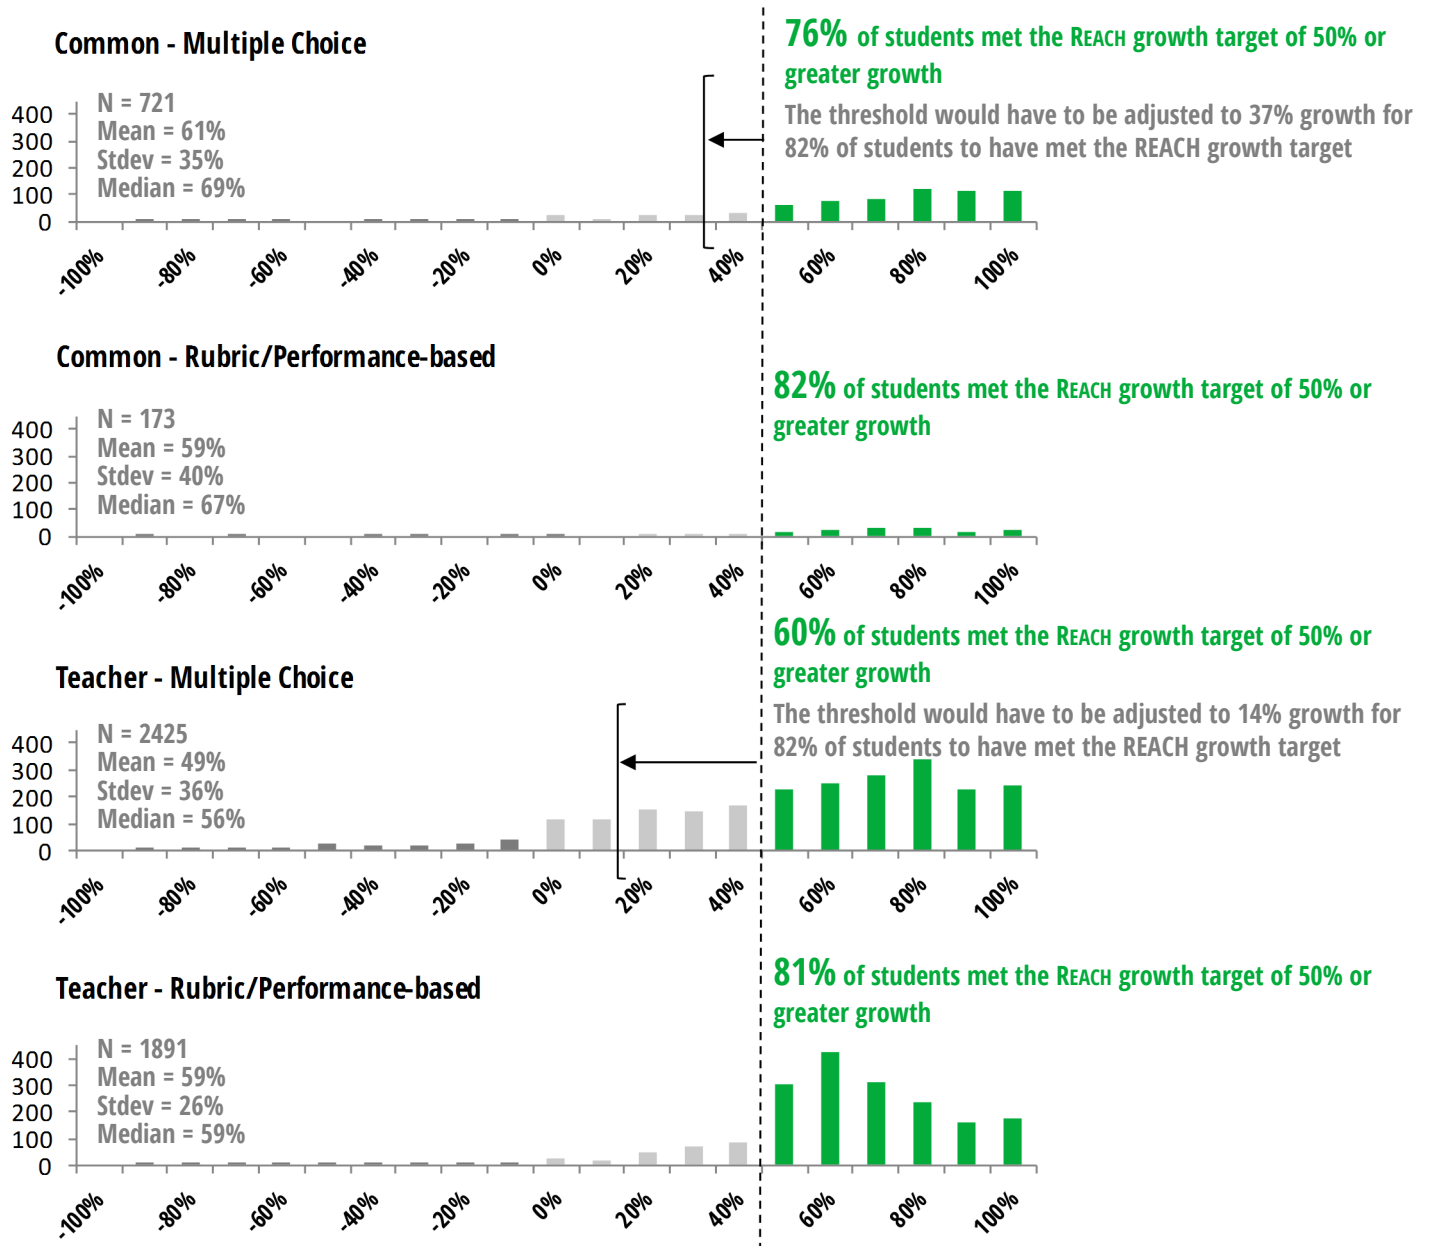 Common - Multiple Choice
76% of students met the REACH growth target of 50% or
greater growth
The threshold would have to be adjusted to 37% growth for
82% of students to have met the REACH growth target
N = 721
Mean = 61%
Stdev = 35%
Median = 69%
400
300
200
100
0
-100% -80% -60% -40% -20% 0% 20% 40% 60% 80% 100%
Common - Rubric/Performance-based
82% of students met the REACH growth target of 50% or
greater growth
N = 173
Mean = 59%
Stdev = 40%
Median = 67%
400
300
200
100
0
-100% -80% -60% -40% -20% 0% 20% 40% 60% 80% 100%
Teacher - Multiple Choice
60% of students met the REACH growth target of 50% or
greater growth
The threshold would have to be adjusted to 14% growth for
82% of students to have met the REACH growth target
N = 2425
Mean = 49%
Stdev = 36%
Median = 56%
400
300
200
100
0
-100% -80% -60% -40% -20% 0% 20% 40% 60% 80% 100%
Teacher - Rubric/Performance-based
81% of students met the REACH growth target of 50% or
greater growth
N = 1891
Mean = 59%
Stdev = 26%
Median = 59%
400
300
200
100
0
-100% -80% -60% -40% -20% 0% 20% 40% 60% 80% 100%